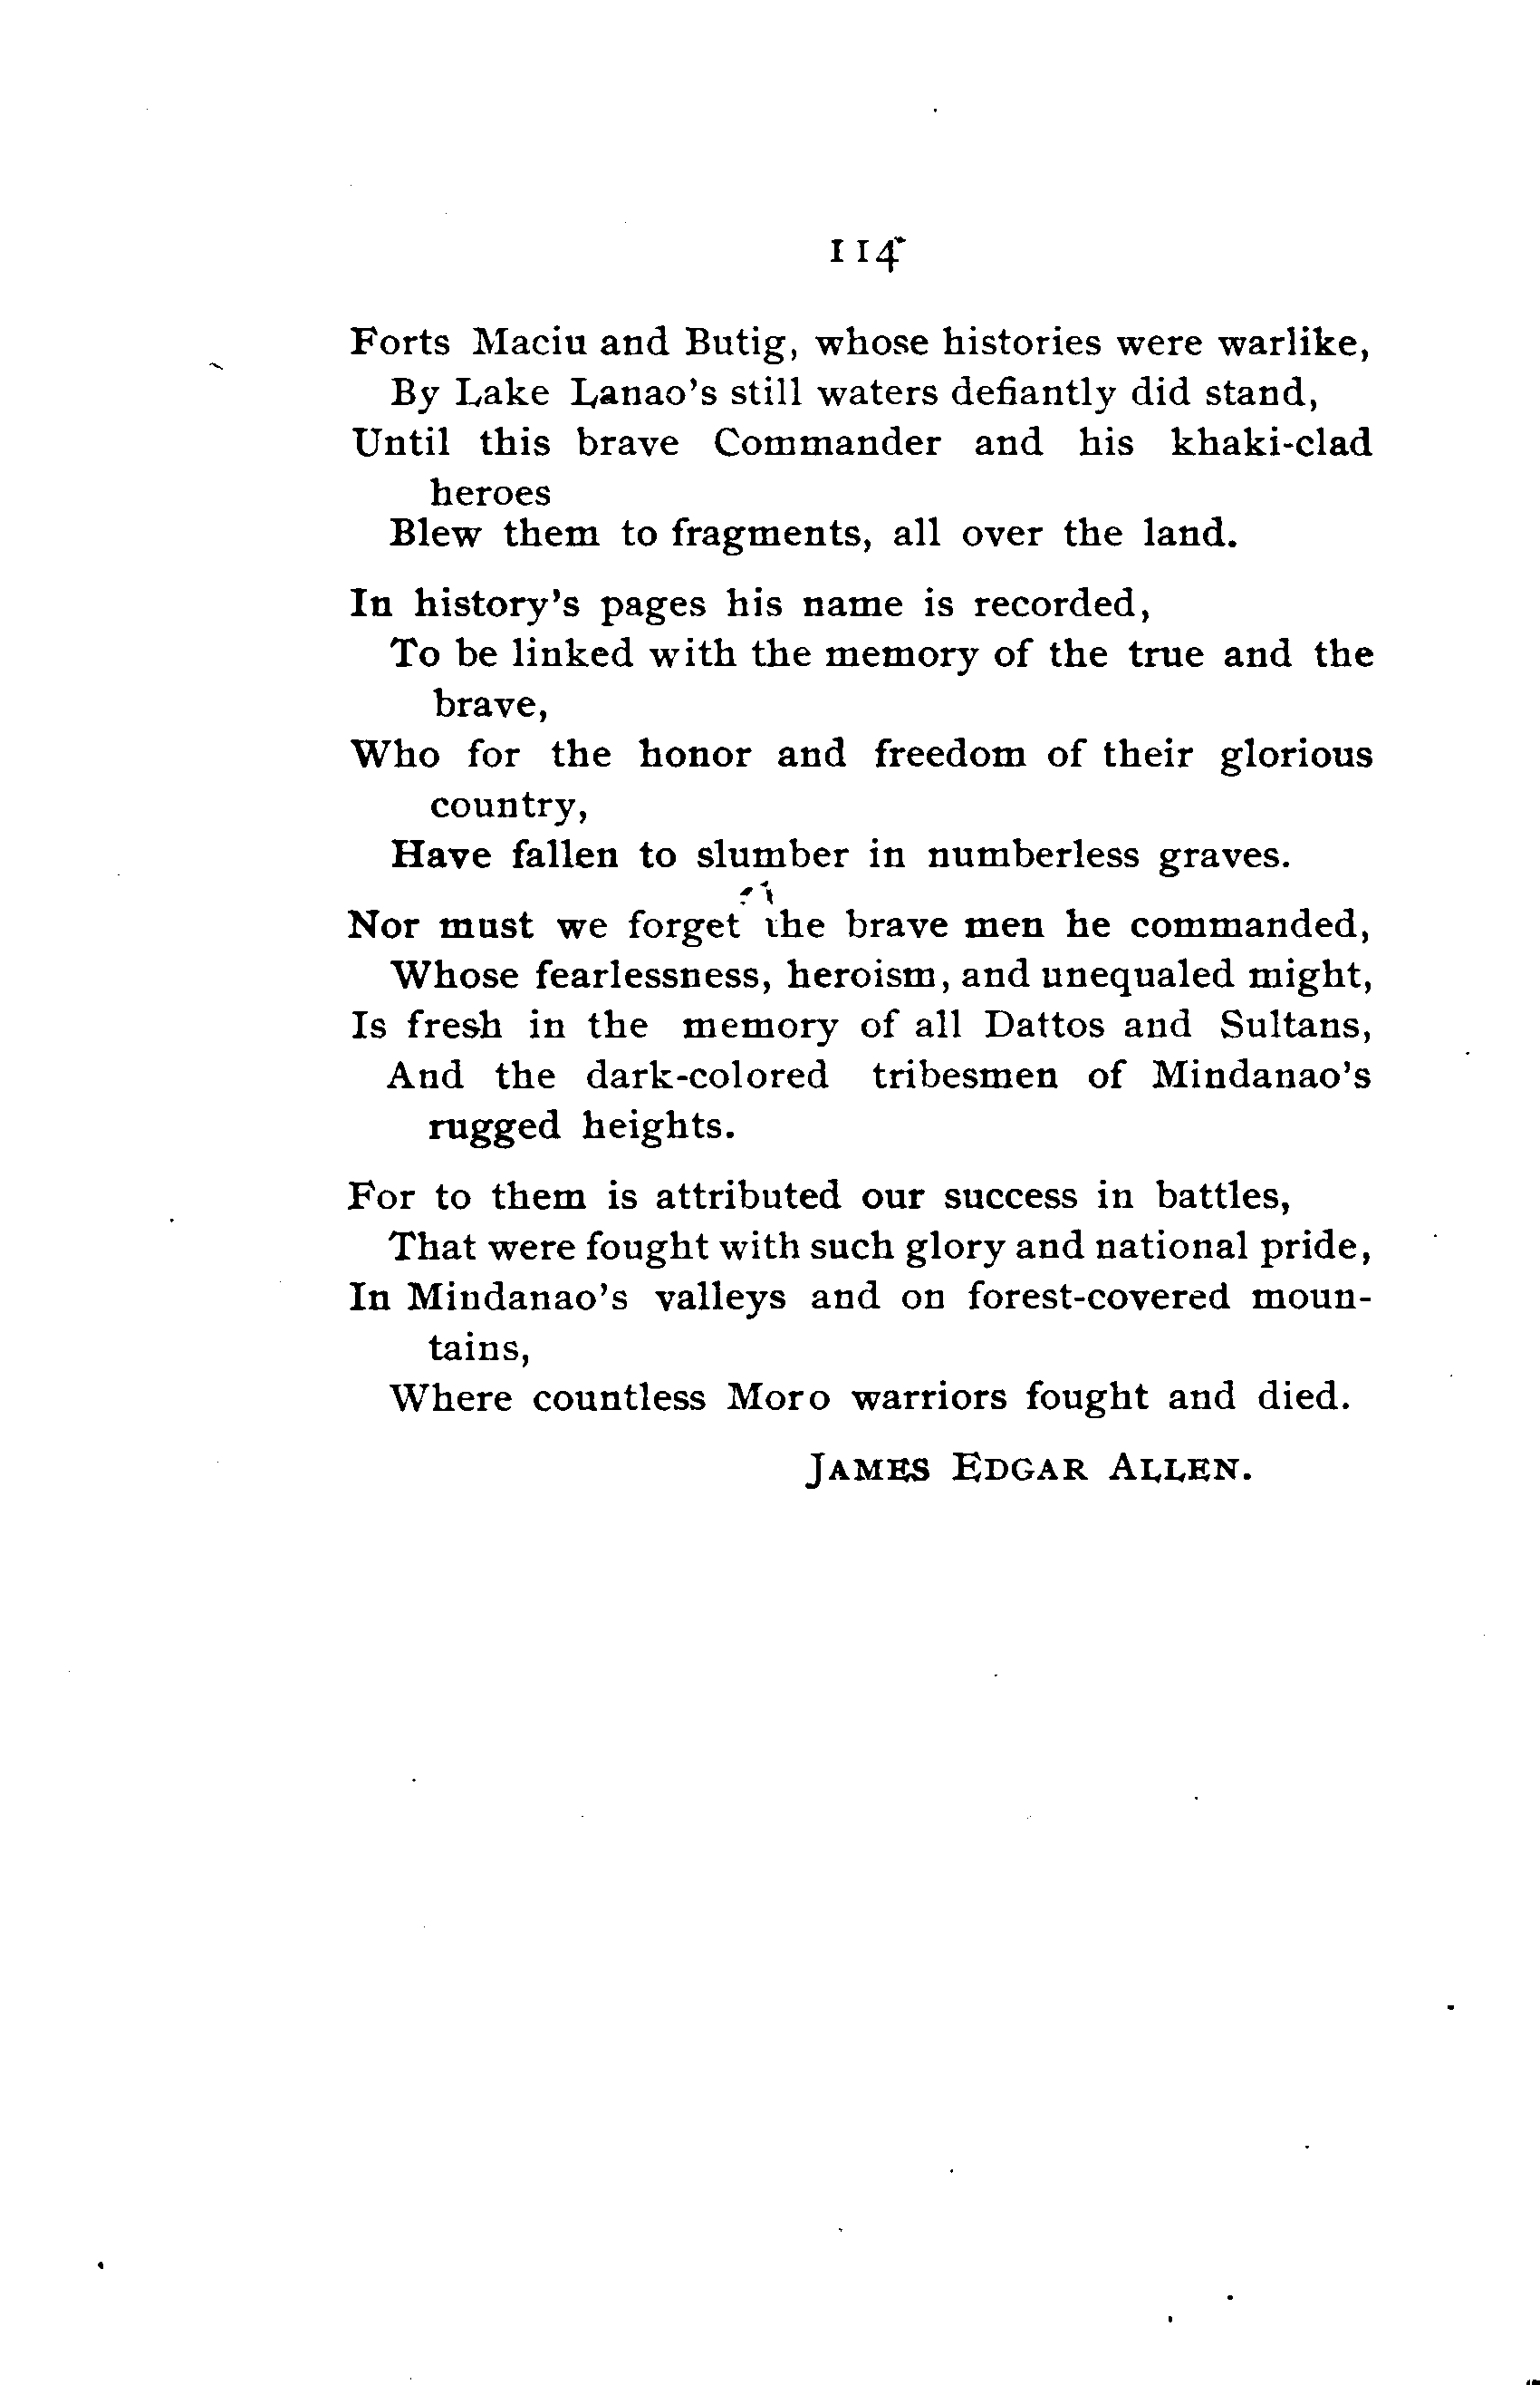 114
Forts Maciu and Butig, whose histories were warlike,
By Lake Lanao's still waters defiantly did stand,
Until this brave Commander and his khaki-clad
heroes
Blew them to fragments, all over the land.
In history's pages his name is recorded,
To be linked with the memory of the true and the
brave,
Who for the honor and freedom of their glorious
country,
Have fallen to slumber in numberless graves.
Nor must we forget the brave men he commanded,
Whose fearlessness, heroism, and unequaled might,
Is fresh in the memory of all Dattos and Sultans,
And the dark-colored tribesmen of Mindanao's
rugged heights.
For to them is attributed our success in battles,
That were fought with such glory and national pride,
In Mindanao's valleys and on forest-covered moun-
tains,
Where countless Moro warriors fought and died.
JAMES EDGAR ALLEN.